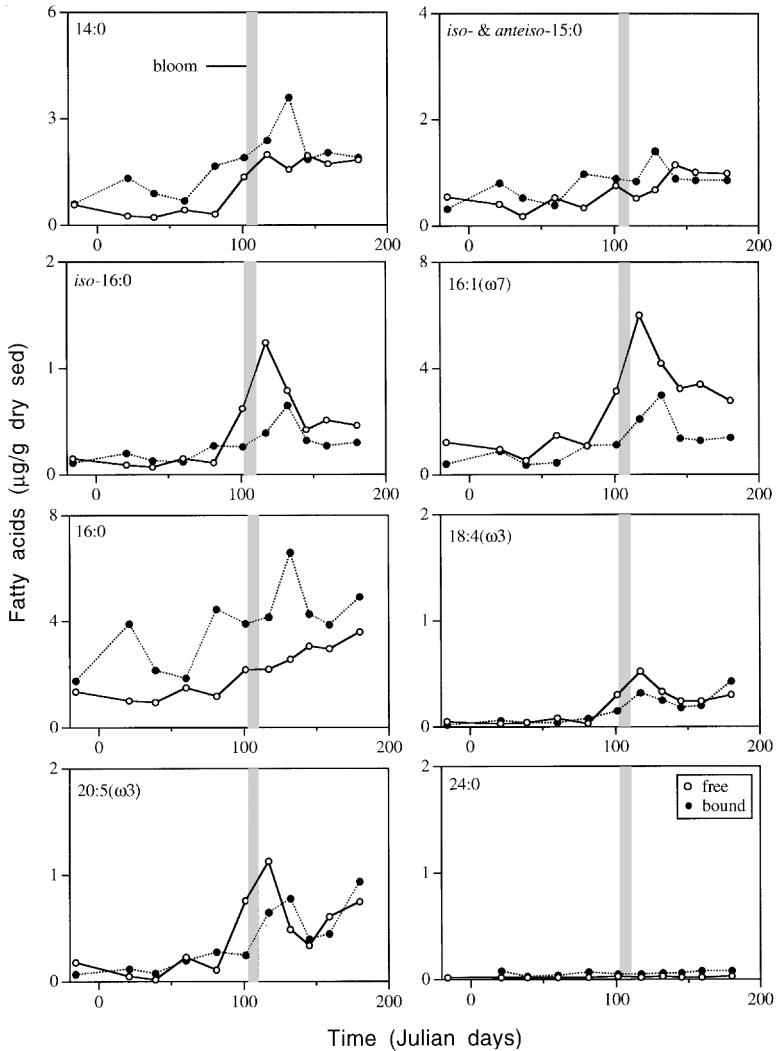 Fatty acids (μg/g dry sed)
14:0
bloom
6
3
0
0 100 200
iso- & anteiso-15:0
4
2
0
0 100 200
iso-16:0
2
1
0
0 100 200
16:1(ω7)
8
4
0
0 100 200
16:0
8
4
0
0 100 200
18:4(ω3)
2
1
0
0 100 200
20:5(ω3)
2
1
0
0 100 200
24:0
free
bound
2
1
0
0 100 200
Time (Julian days)